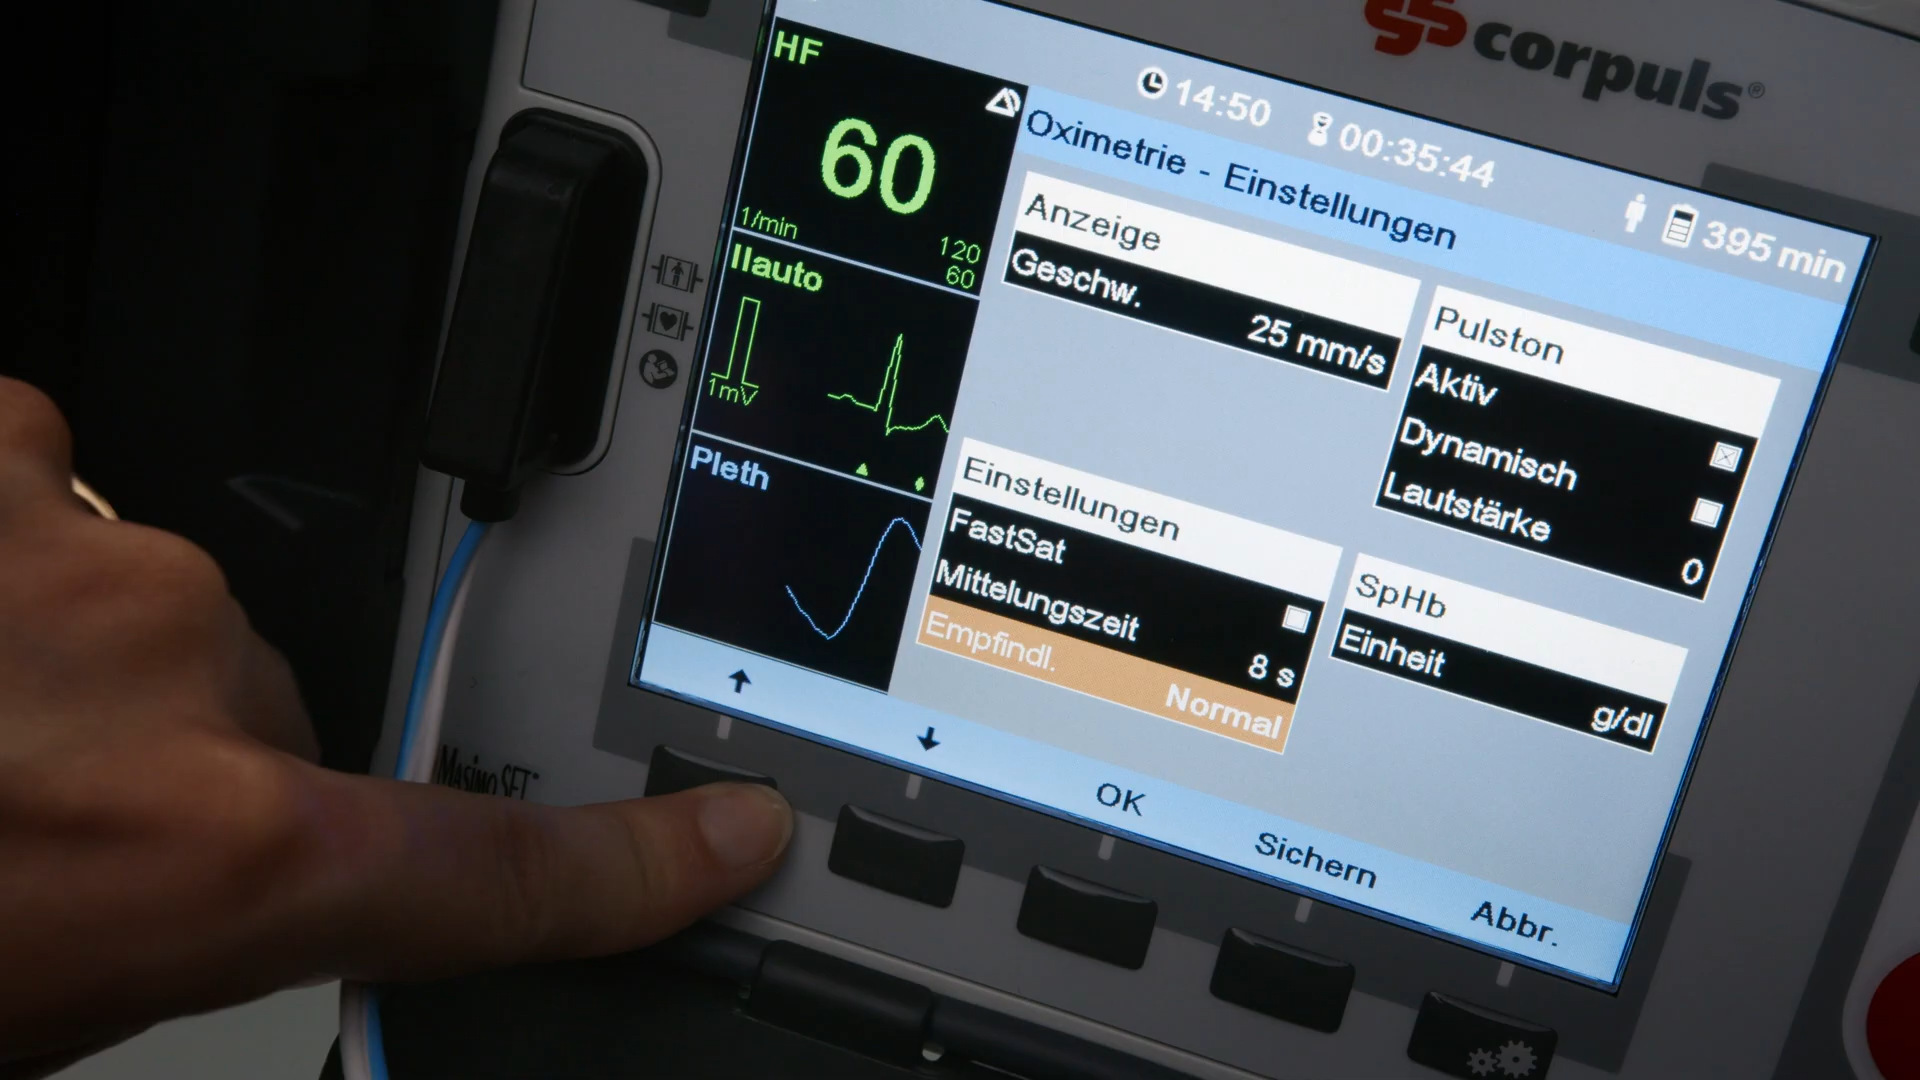 corpuls®
14:50 00:35:44 395 min
HF
60
1/min
120
60
IIauto
1mV
Pleth
Oximetrie - Einstellungen
Anzeige
Geschw.
25 mm/s
Pulston
Aktiv
Dynamisch
Lautstärke
0
Einstellungen
FastSat
Mittelungszeit
8 s
Empfindl.
Normal
SpHb
Einheit
g/dl
OK
Sichern
Abbr.
Masimo SET